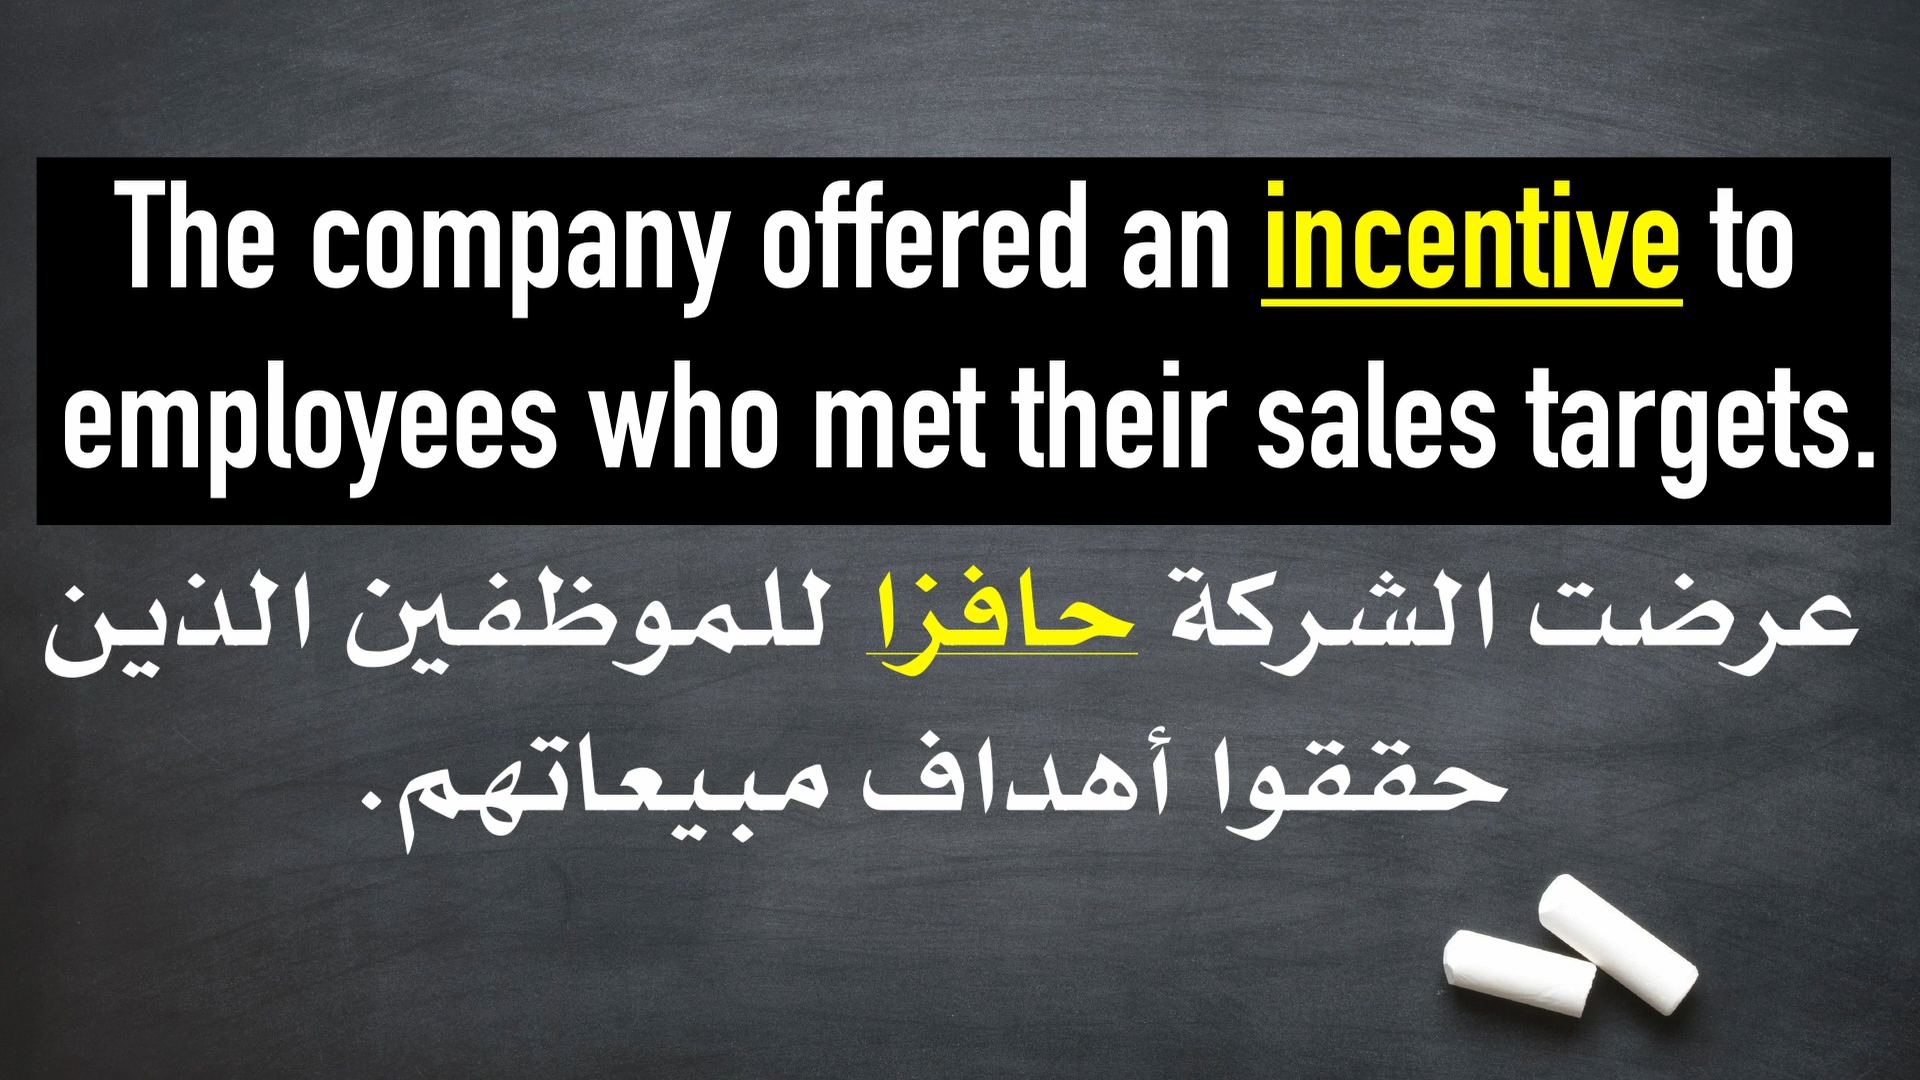 The company offered an incentive to
employees who met their sales targets.
عرضت الشركة حافزا للموظفين الذين
حققوا أهداف مبيعاتهم.